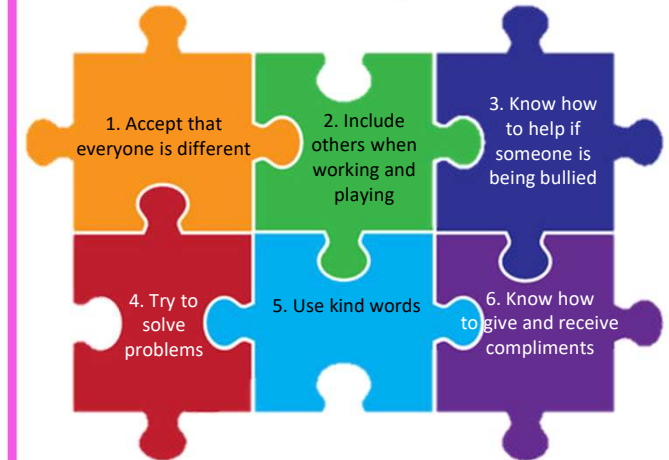 1. Accept that
everyone is different
2. Include
others when
working and
playing
3. Know how
to help if
someone is
being bullied
4. Try to
solve
problems
5. Use kind words
6. Know how
to give and receive
compliments